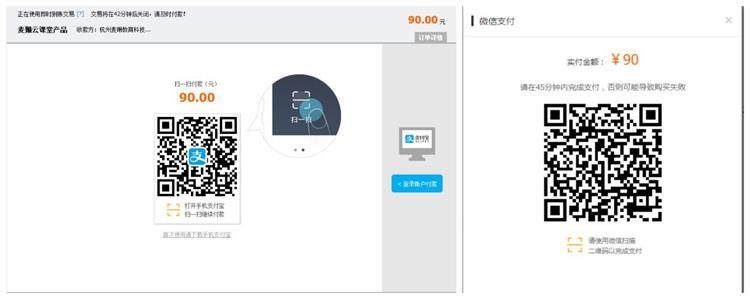 正在使用即时到账交易 [?] 交易将在42分钟后关闭，请及时付款！
麦獭云课堂产品 收款方：杭州麦爆教育科技...
90.00 元
订单详情
扫一扫付款（元）
90.00
支
打开手机支付宝
扫一扫继续付款
首次使用请下载手机支付宝
扫一扫
支付宝
< 登录账户付款
微信支付
×
实付金额：￥90
请在45分钟内完成支付，否则可能导致购买失败
请使用微信扫描
二维码以完成支付